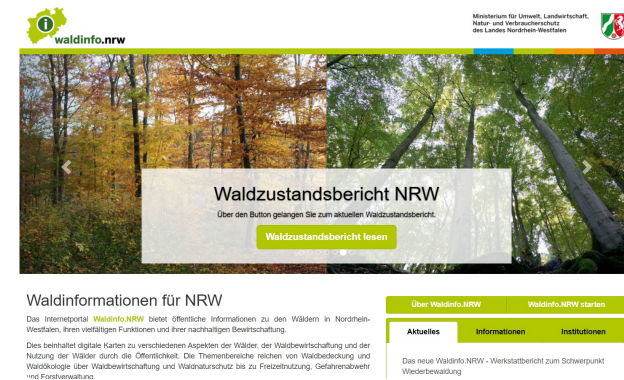 waldinfo.nrw
Ministerium für Umwelt, Landwirtschaft,
Natur- und Verbraucherschutz
des Landes Nordrhein-Westfalen
Waldzustandsbericht NRW
Über den Button gelangen Sie zum aktuellen Waldzustandsbericht.
Waldzustandsbericht lesen
Waldinformationen für NRW
Das Internetportal Waldinfo.NRW bietet öffentliche Informationen zu den Wäldern in Nordrhein-
Westfalen, ihren vielfältigen Funktionen und ihrer nachhaltigen Bewirtschaftung.
Dies beinhaltet digitale Karten zu verschiedenen Aspekten der Wälder, der Waldbewirtschaftung und der
Nutzung der Wälder durch die Öffentlichkeit. Die Themenbereiche reichen von Waldbedeckung und
Waldökologie über Waldbewirtschaftung und Waldnaturschutz bis zu Freizeitnutzung, Gefahrenabwehr
und Forstverwaltung.
Über Waldinfo.NRW Waldinfo.NRW starten
Aktuelles Informationen Institutionen
Das neue Waldinfo.NRW - Werkstattbericht zum Schwerpunkt
Wiederbewaldung